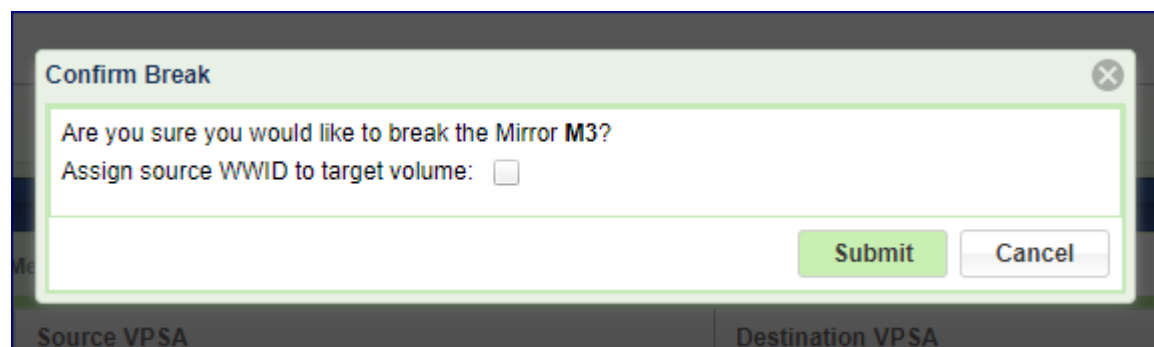 Confirm Break
Are you sure you would like to break the Mirror M3?
Assign source WWID to target volume:
Submit Cancel
Me
Source VPSA Destination VPSA